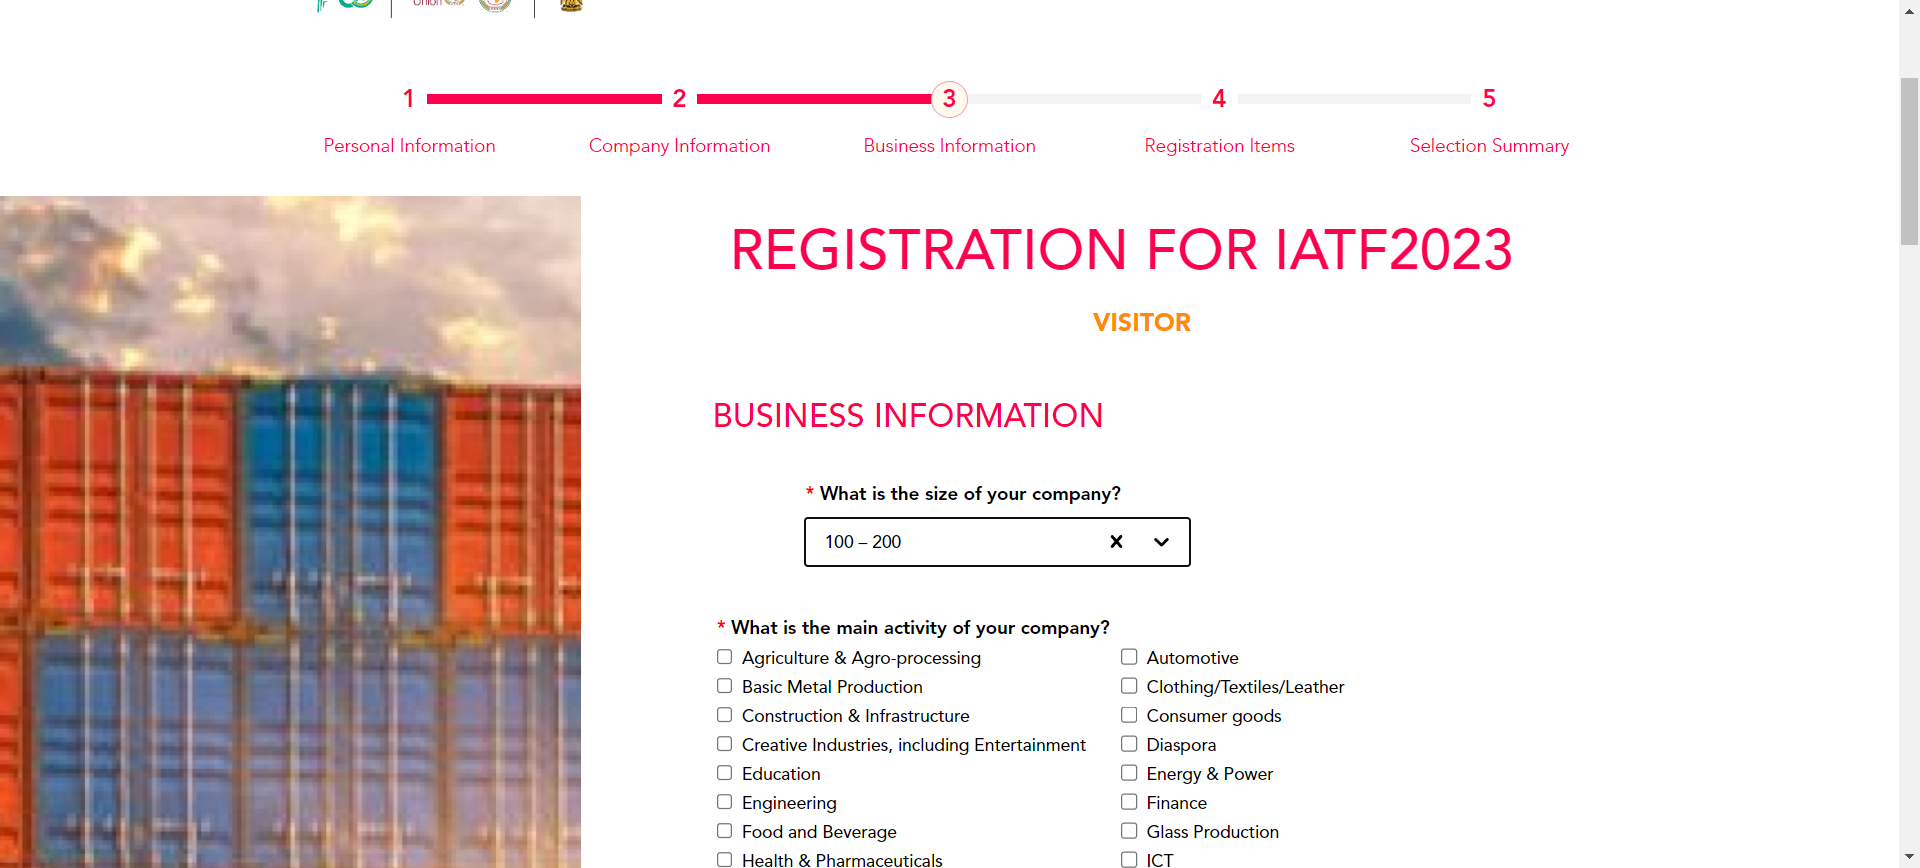 Union
1 2 3 4 5
Personal Information Company Information Business Information Registration Items Selection Summary
REGISTRATION FOR IATF2023
VISITOR
BUSINESS INFORMATION
* What is the size of your company?
100 – 200
* What is the main activity of your company?
Agriculture & Agro-processing
Automotive
Basic Metal Production
Clothing/Textiles/Leather
Construction & Infrastructure
Consumer goods
Creative Industries, including Entertainment
Diaspora
Education
Energy & Power
Engineering
Finance
Food and Beverage
Glass Production
Health & Pharmaceuticals
ICT